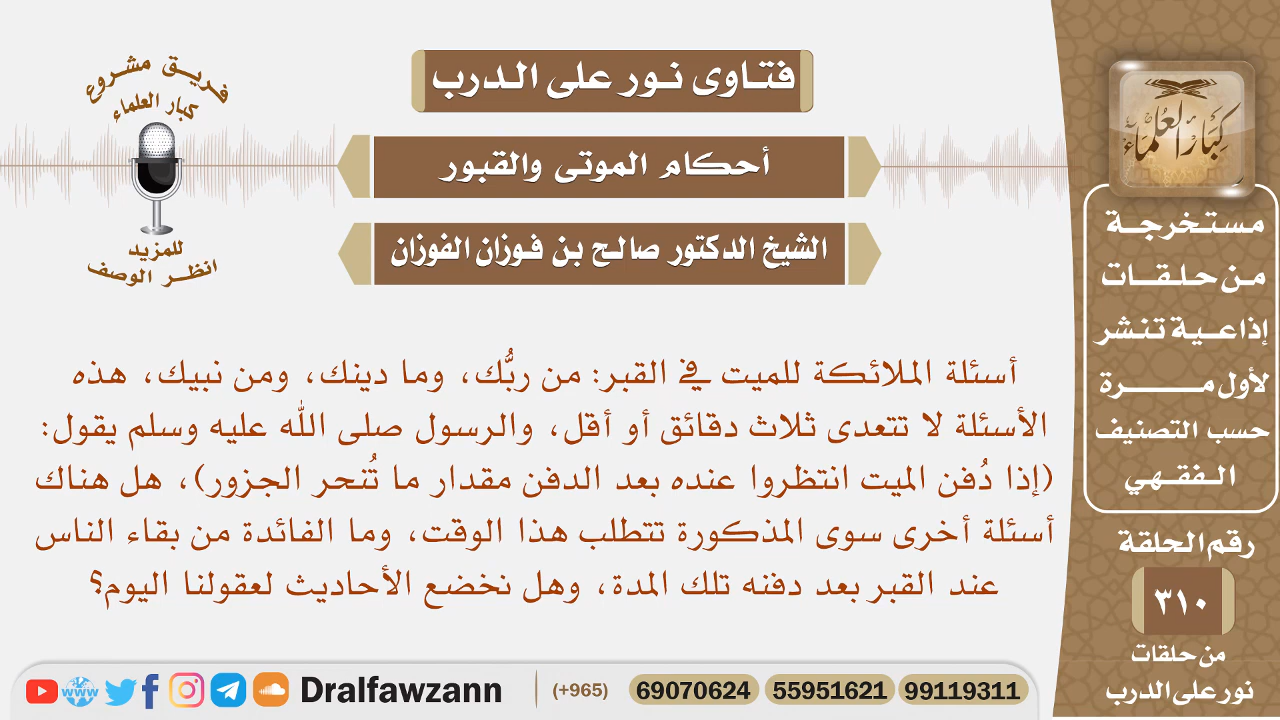 فتاوى نور على الدرب
أحكام الموتى والقبور
الشيخ الدكتور صالح بن فوزان الفوزان
فريق مشروع
كبار العلماء
للمزيد
انظر الوصف
أسئلة الملائكة للميت في القبر: من ربُّك، وما دينك، ومن نبيك، هذه
الأسئلة لا تتعدى ثلاث دقائق أو أقل، والرسول صلى الله عليه وسلم يقول:
(إذا دُفن الميت انتظروا عنده بعد الدفن مقدار ما تُنحر الجزور)، هل هناك
أسئلة أخرى سوى المذكورة تتطلب هذا الوقت، وما الفائدة من بقاء الناس
عند القبر بعد دفنه تلك المدة، وهل نخضع الأحاديث لعقولنا اليوم؟
كِبَارُ العُلَمَاء
مستخرجة
من حلقات
إذاعية تنشر
لأول مرة
حسب التصنيف
الفقهي
رقم الحلقة
٣١٠
من حلقات
نور على الدرب
www
Dralfawzann
(+965) 69070624 55951621 99119311